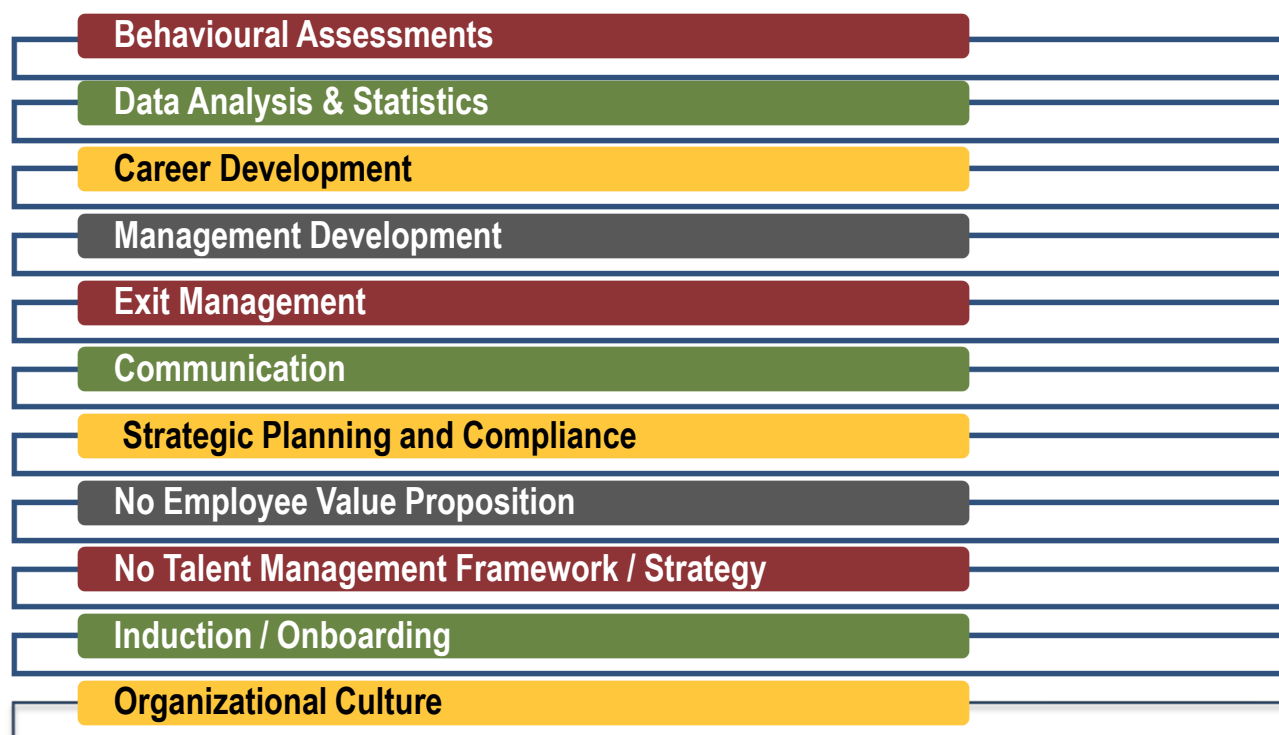 Behavioural Assessments
Data Analysis & Statistics
Career Development
Management Development
Exit Management
Communication
Strategic Planning and Compliance
No Employee Value Proposition
No Talent Management Framework / Strategy
Induction / Onboarding
Organizational Culture